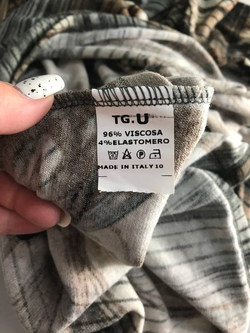 TG.U
96% VISCOSA
4%ELASTOMERO
MADE IN ITALY 10